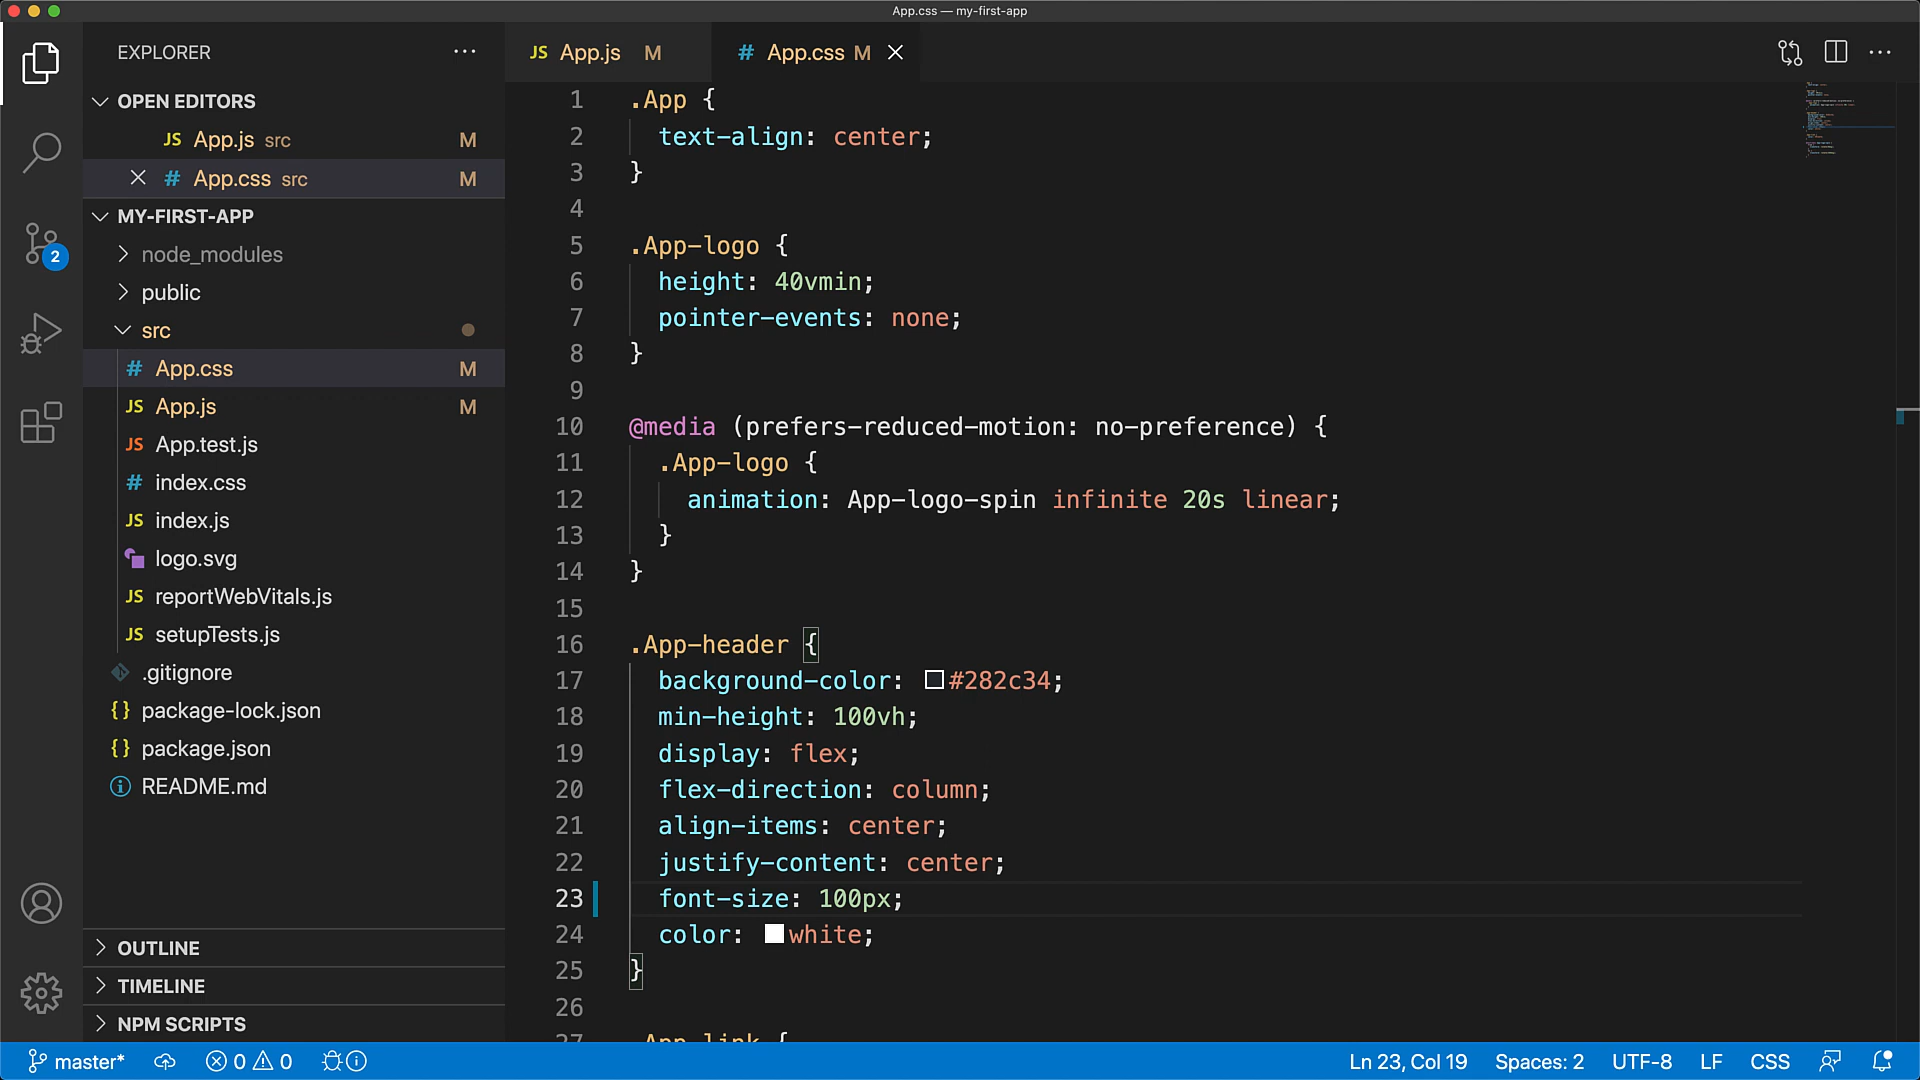 App.css — my-first-app
EXPLORER
OPEN EDITORS
JS App.js src M
# App.css src M
MY-FIRST-APP
node_modules
public
src
# App.css M
JS App.js M
JS App.test.js
# index.css
JS index.js
logo.svg
JS reportWebVitals.js
JS setupTests.js
.gitignore
{} package-lock.json
{} package.json
README.md
OUTLINE
TIMELINE
NPM SCRIPTS
2
JS App.js M
# App.css M
1 .App {
2 text-align: center;
3 }
4
5 .App-logo {
6 height: 40vmin;
7 pointer-events: none;
8 }
9
10 @media (prefers-reduced-motion: no-preference) {
11 .App-logo {
12 animation: App-logo-spin infinite 20s linear;
13 }
14 }
15
16 .App-header {
17 background-color: #282c34;
18 min-height: 100vh;
19 display: flex;
20 flex-direction: column;
21 align-items: center;
22 justify-content: center;
23 font-size: 100px;
24 color: white;
25 }
26
27 .App-link {
master* 0 0 Ln 23, Col 19 Spaces: 2 UTF-8 LF CSS